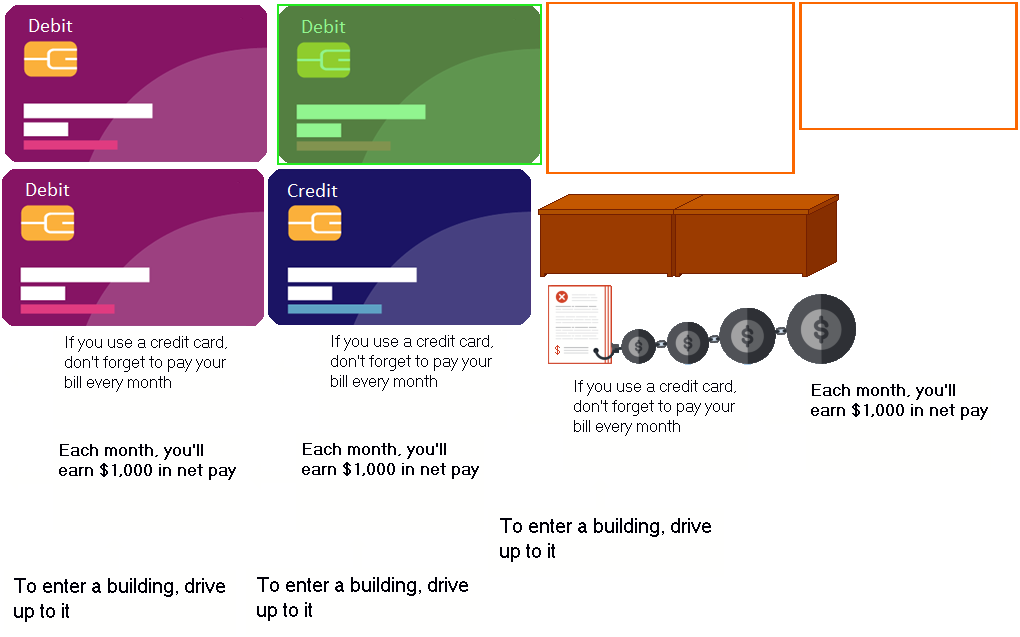 Debit
Debit
Debit
Credit
$
$
$
$
$
If you use a credit card,
don't forget to pay your
bill every month
If you use a credit card,
don't forget to pay your
bill every month
If you use a credit card,
don't forget to pay your
bill every month
Each month, you'll
earn $1,000 in net pay
Each month, you'll
earn $1,000 in net pay
Each month, you'll
earn $1,000 in net pay
To enter a building, drive
up to it
To enter a building, drive
up to it
To enter a building, drive
up to it